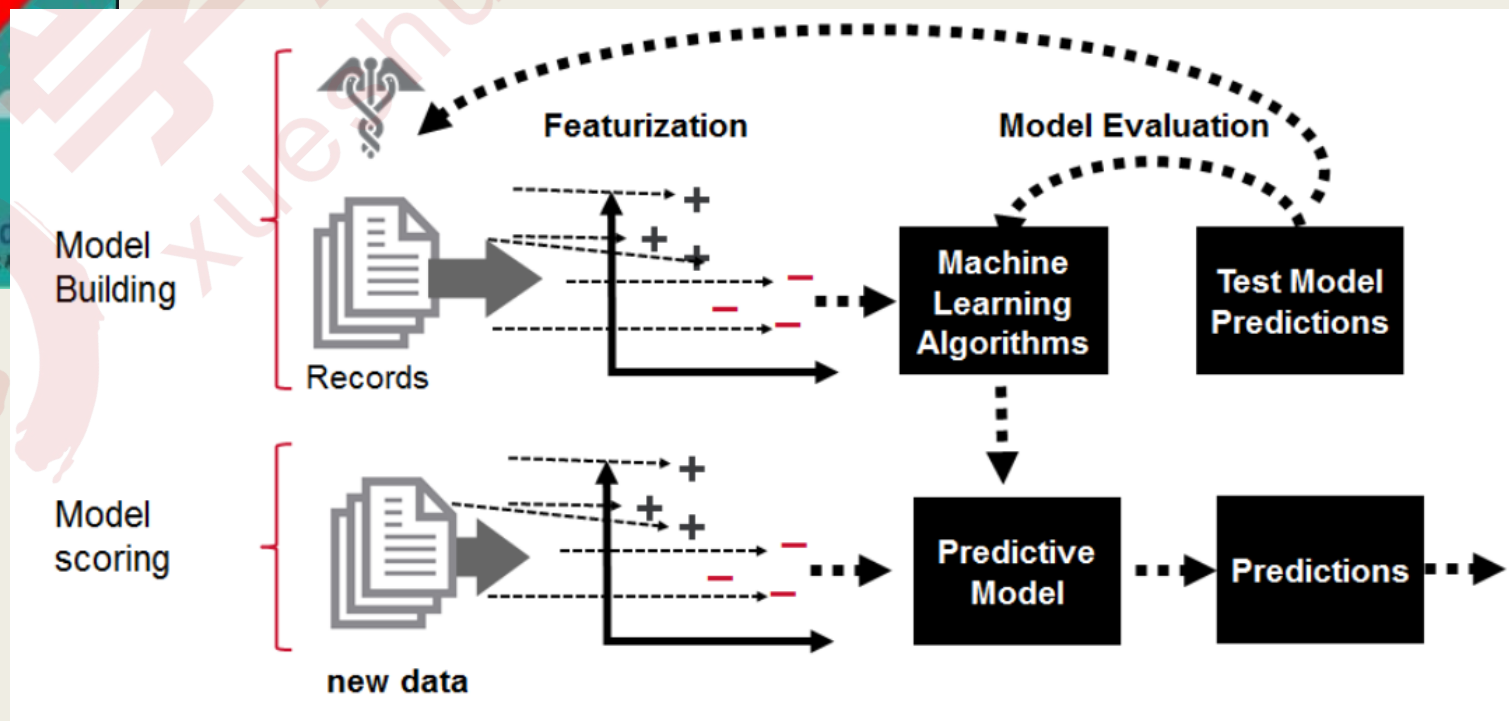 Featurization
Model Evaluation
Model
Building
Records
Machine
Learning
Algorithms
Test Model
Predictions
Model
scoring
new data
Predictive
Model
Predictions